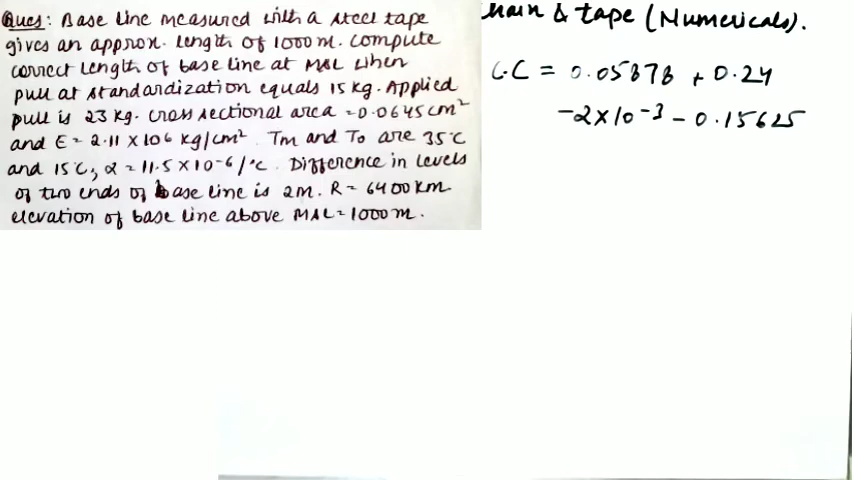 Ques: Base line measured with a steel tape
gives an approx. length of 1000 m. Compute
correct length of base line at MSL when
pull at standardization equals 15 kg. Applied
pull is 23 kg. cross sectional area = 0.0645 cm²
and E = 2.11 × 10⁶ kg/cm². Tm and To are 35°C
and 15°C, α = 11.5 × 10⁻⁶/°C. Difference in levels
of two ends of base line is 2m. R = 6400 km
elevation of base line above MSL = 1000 m.
& tape (Numericals).
C.C = 0.05878 + 0.24
-2×10⁻³ - 0.15625